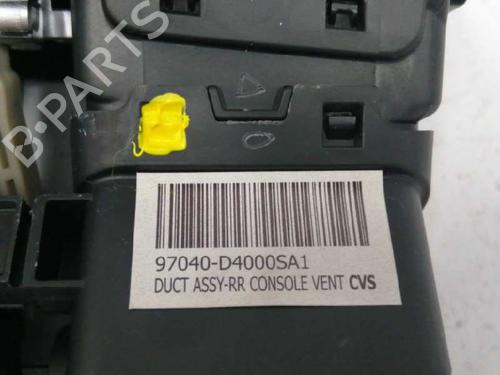 B-PARTS
97040-D4000SA1
DUCT ASSY-RR CONSOLE VENT CVS